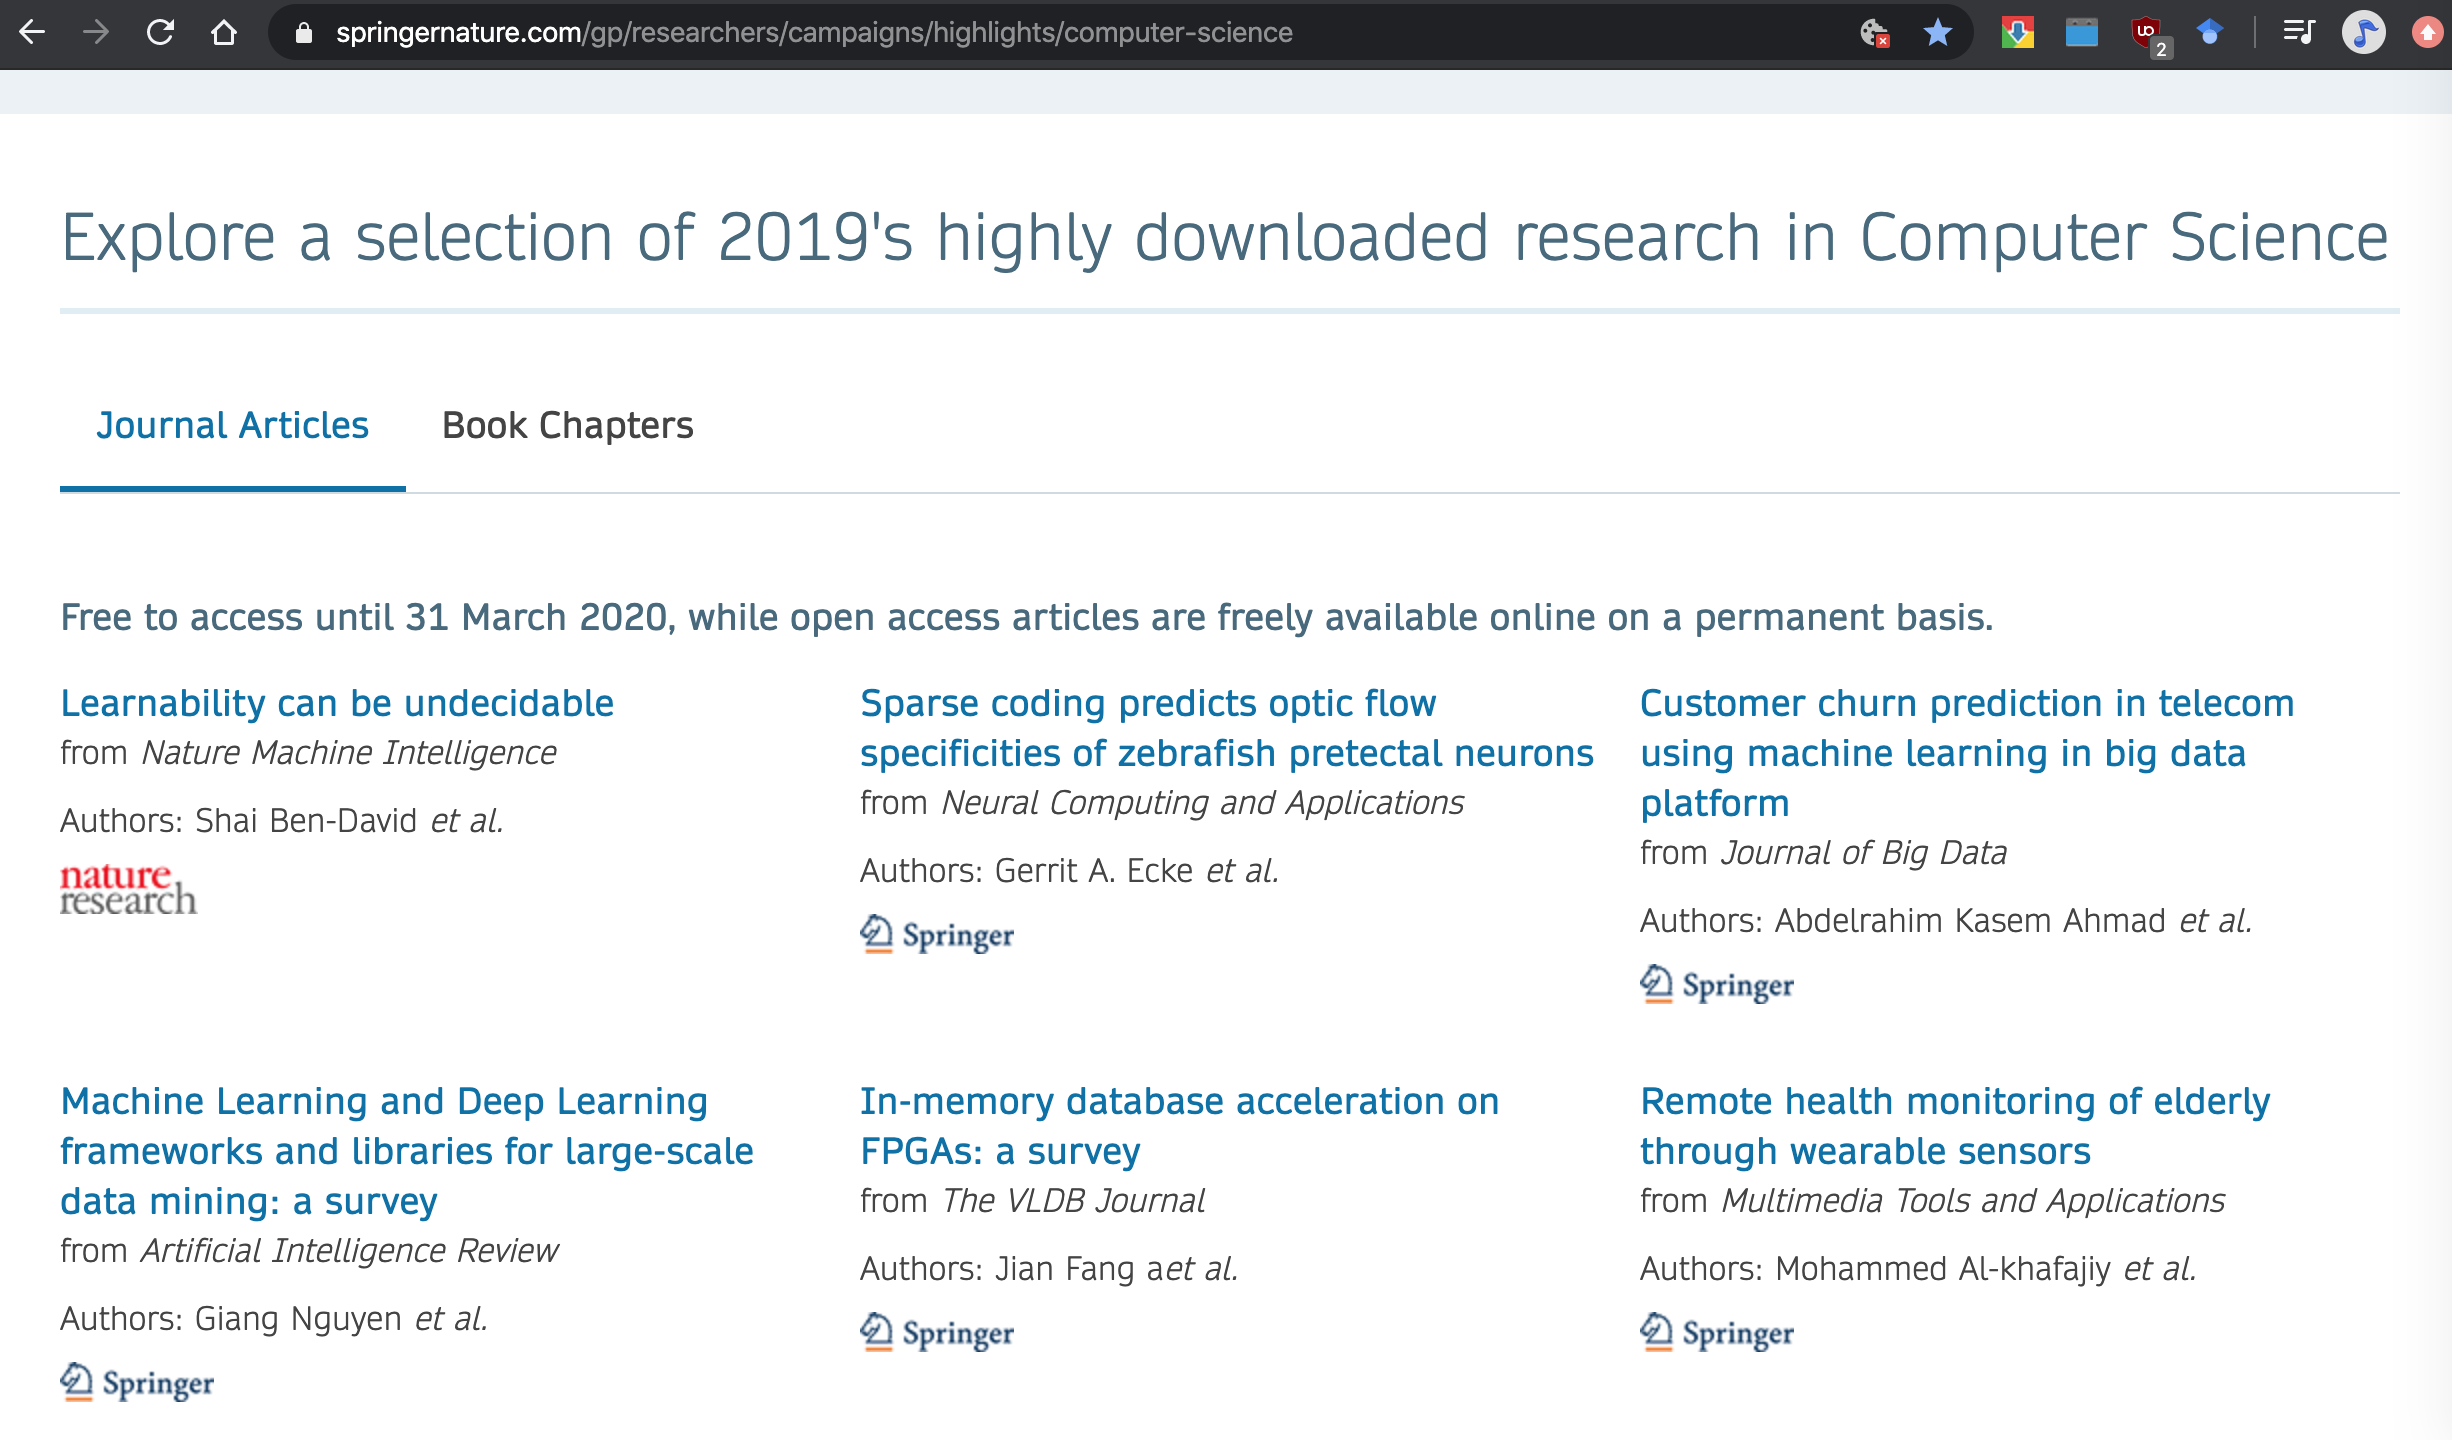 springernature.com/gp/researchers/campaigns/highlights/computer-science
2
Explore a selection of 2019's highly downloaded research in Computer Science
Journal Articles
Book Chapters
Free to access until 31 March 2020, while open access articles are freely available online on a permanent basis.
Learnability can be undecidable
from Nature Machine Intelligence
Authors: Shai Ben-David et al.
nature
research
Sparse coding predicts optic flow
specificities of zebrafish pretectal neurons
from Neural Computing and Applications
Authors: Gerrit A. Ecke et al.
Springer
Customer churn prediction in telecom
using machine learning in big data
platform
from Journal of Big Data
Authors: Abdelrahim Kasem Ahmad et al.
Springer
Machine Learning and Deep Learning
frameworks and libraries for large-scale
data mining: a survey
from Artificial Intelligence Review
Authors: Giang Nguyen et al.
Springer
In-memory database acceleration on
FPGAs: a survey
from The VLDB Journal
Authors: Jian Fang aet al.
Springer
Remote health monitoring of elderly
through wearable sensors
from Multimedia Tools and Applications
Authors: Mohammed Al-khafajiy et al.
Springer